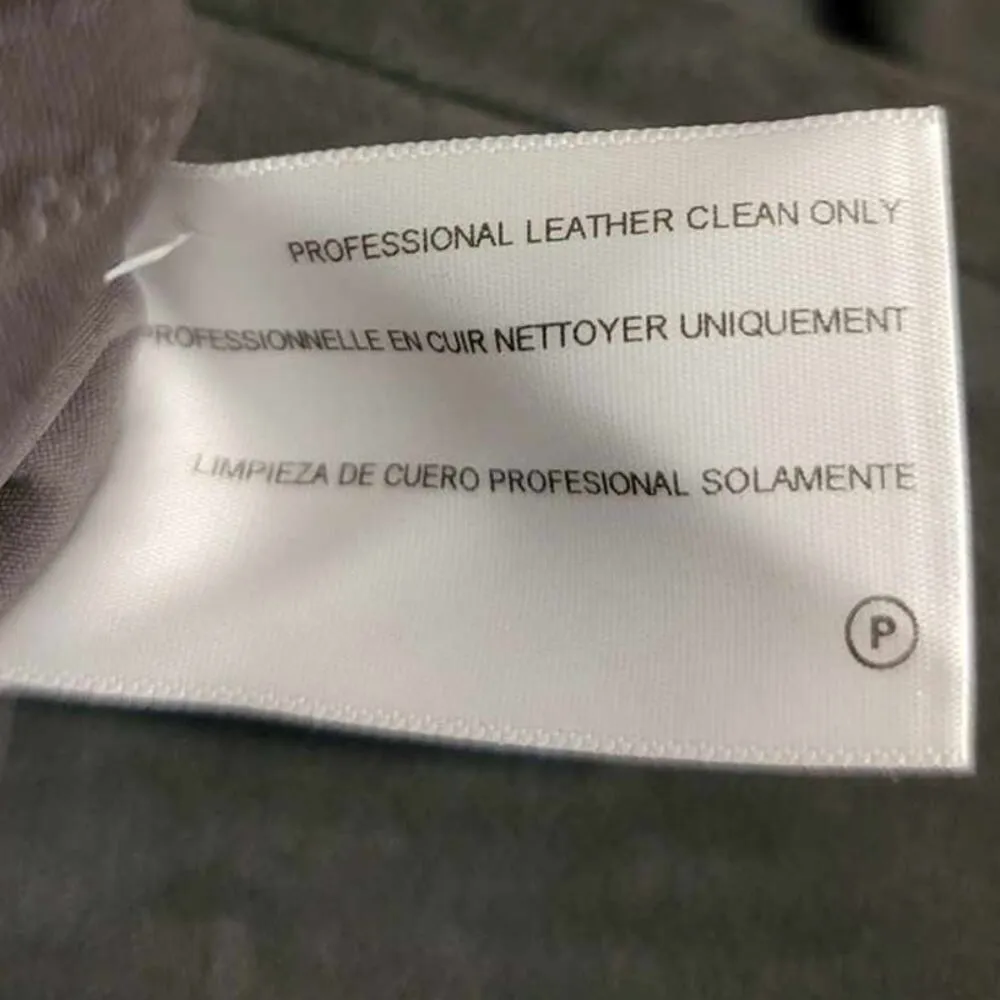 PROFESSIONAL LEATHER CLEAN ONLY
PROFESSIONNELLE EN CUIR NETTOYER UNIQUEMENT
LIMPIEZA DE CUERO PROFESIONAL SOLAMENTE
P